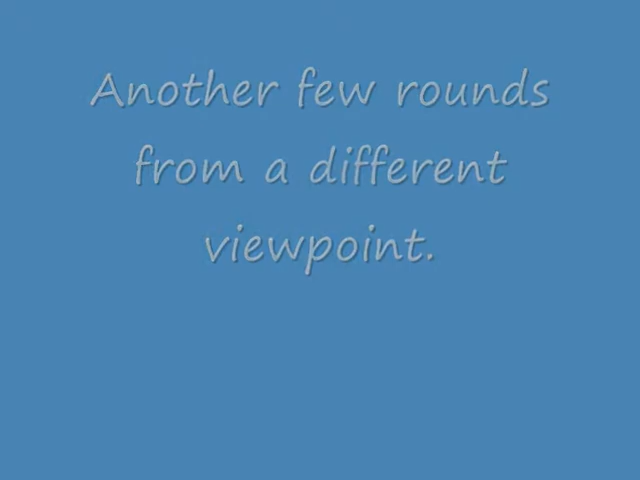 Another few rounds
from a different
viewpoint.